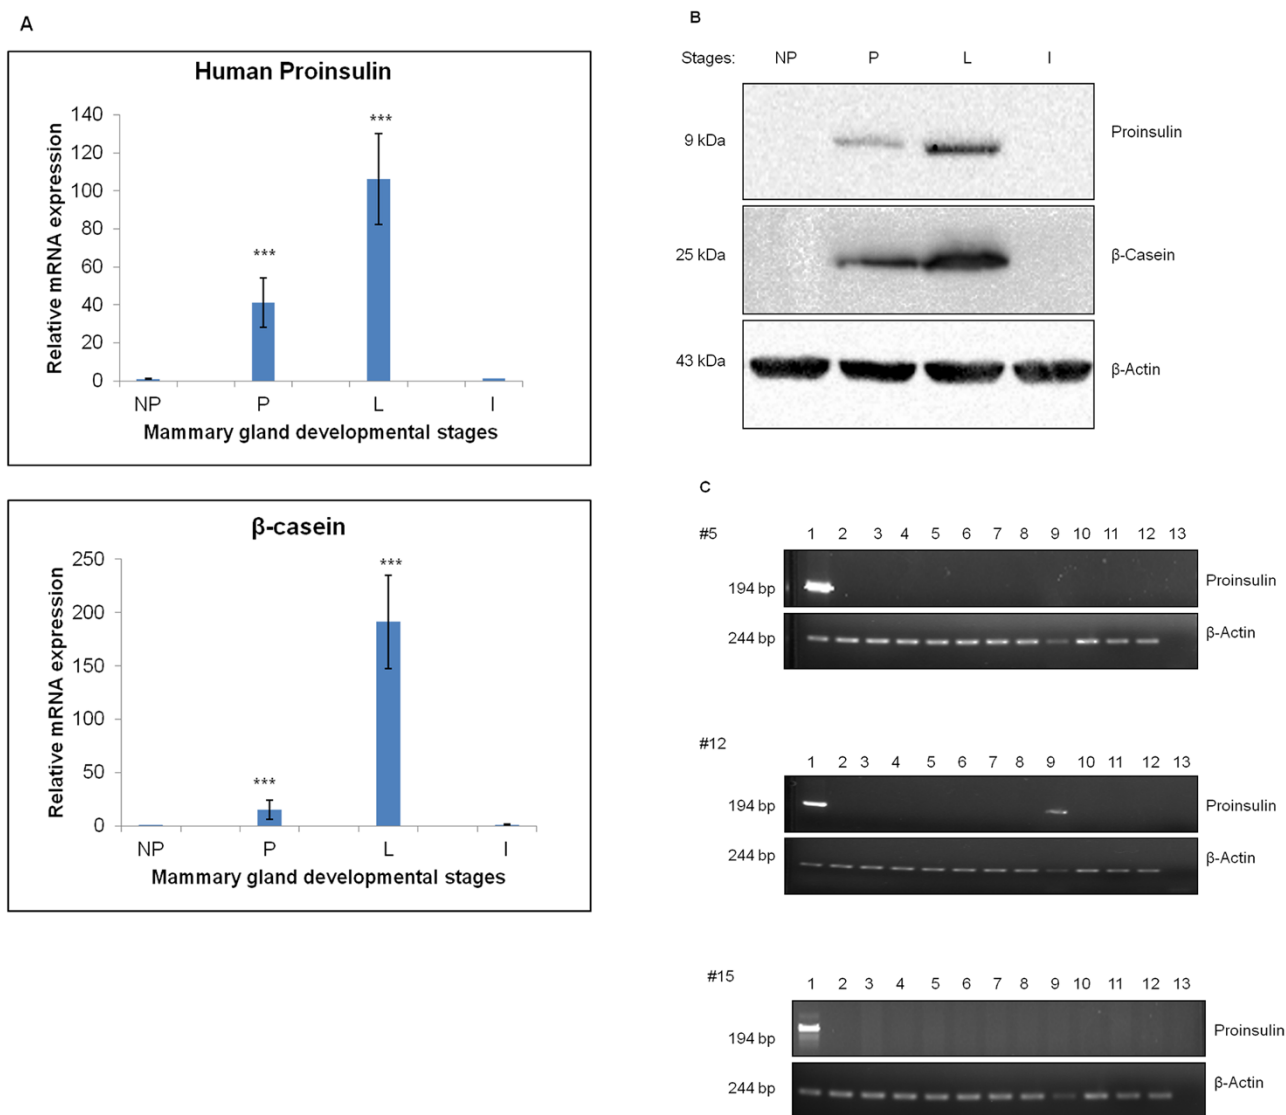 A
Human Proinsulin
Relative mRNA expression
140
120
100
80
60
40
20
0
***
***
NP P L I
Mammary gland developmental stages
β-casein
Relative mRNA expression
250
200
150
100
50
0
***
***
NP P L I
Mammary gland developmental stages
B
Stages: NP P L I
9 kDa Proinsulin
25 kDa β-Casein
43 kDa β-Actin
C
#5 1 2 3 4 5 6 7 8 9 10 11 12 13
194 bp Proinsulin
244 bp β-Actin
#12
1 2 3 4 5 6 7 8 9 10 11 12 13
194 bp Proinsulin
244 bp β-Actin
#15 1 2 3 4 5 6 7 8 9 10 11 12 13
194 bp Proinsulin
244 bp β-Actin